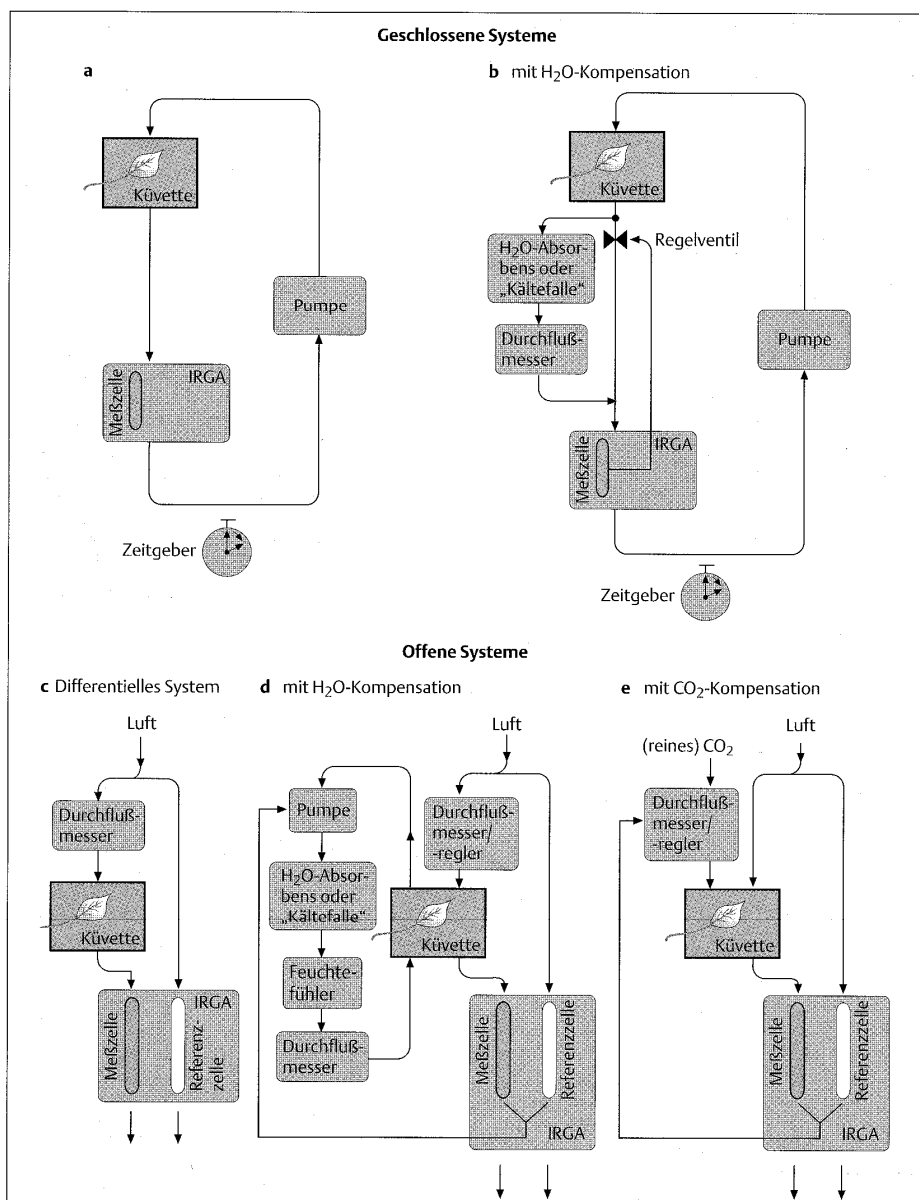 Geschlossene Systeme
a
Küvette
Pumpe
IRGA
Meßzelle
Zeitgeber
b mit H₂O-Kompensation
Küvette
Regelventil
H₂O-Absor-
bens oder
„Kältefalle“
Durchfluß-
messer
Pumpe
IRGA
Meßzelle
Zeitgeber
Offene Systeme
c Differentielles System
Luft
Durchfluß-
messer
Küvette
IRGA
Meßzelle
Referenz-
zelle
d mit H₂O-Kompensation
Luft
Pumpe
Durchfluß-
messer/
-regler
H₂O-Absor-
bens oder
„Kältefalle“
Küvette
Feuchte-
fühler
Durchfluß-
messer
Meßzelle
Referenzzelle
IRGA
e mit CO₂-Kompensation
Luft
(reines) CO₂
Durchfluß-
messer/
-regler
Küvette
Meßzelle
Referenzzelle
IRGA